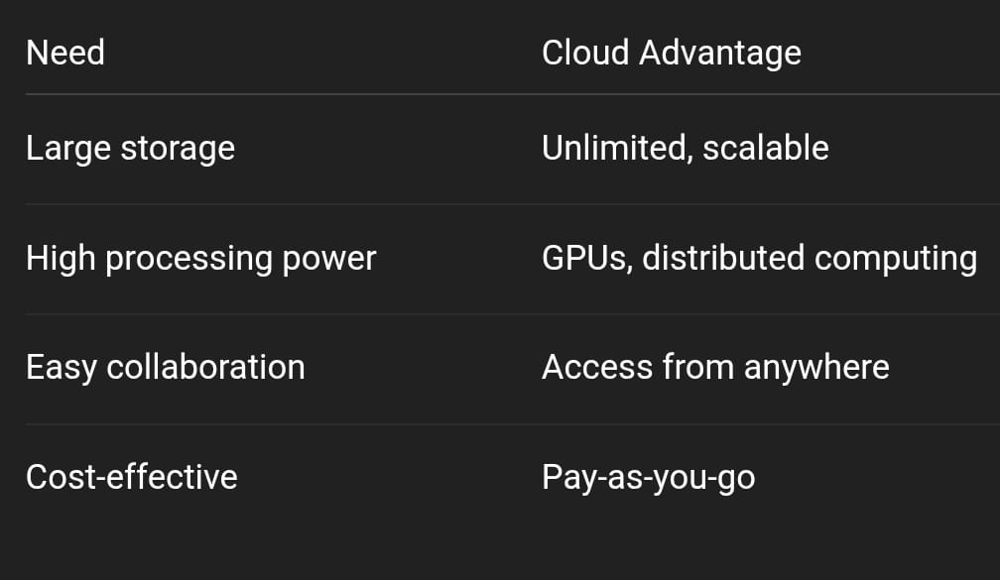 Need Cloud Advantage
Large storage Unlimited, scalable
High processing power GPUs, distributed computing
Easy collaboration Access from anywhere
Cost-effective Pay-as-you-go